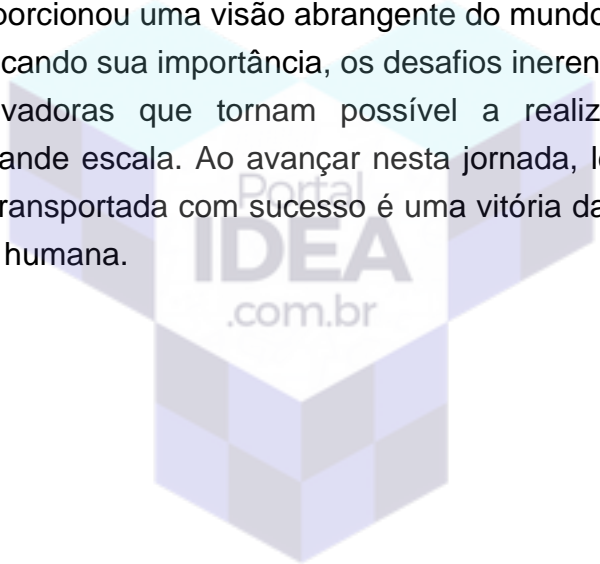 porcionou uma visão abrangente do mundo
cando sua importância, os desafios ineren
vadoras que tornam possível a realiz
ande escala. Ao avançar nesta jornada, l
ransportada com sucesso é uma vitória da
humana.
Portal
IDEA
.com.br